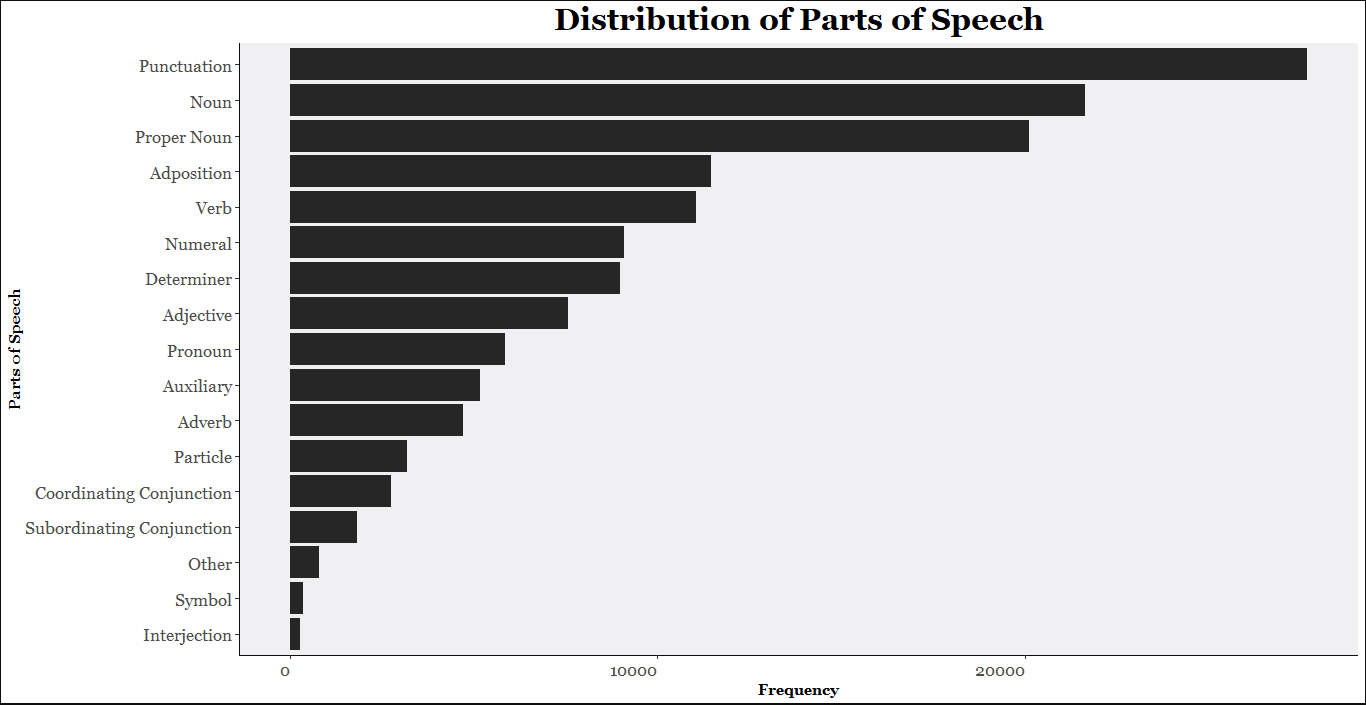 Distribution of Parts of Speech
Punctuation
Noun
Proper Noun
Adposition
Verb
Numeral
Determiner
Adjective
Pronoun
Auxiliary
Adverb
Particle
Coordinating Conjunction
Subordinating Conjunction
Other
Symbol
Interjection
Parts of Speech
0 10000 20000
Frequency